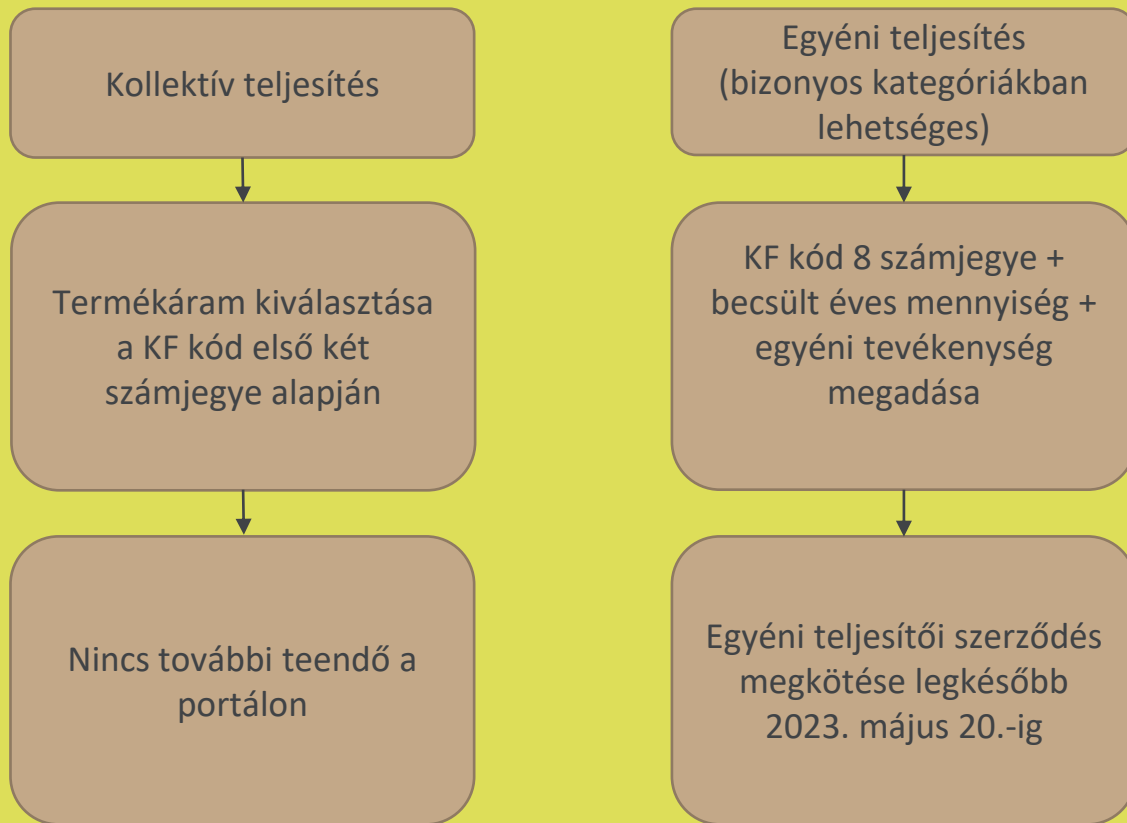 Kollektív teljesítés
Termékáram kiválasztása
a KF kód első két
számjegye alapján
Nincs további teendő a
portálon
Egyéni teljesítés
(bizonyos kategóriákban
lehetséges)
KF kód 8 számjegye +
becsült éves mennyiség +
egyéni tevékenység
megadása
Egyéni teljesítői szerződés
megkötése legkésőbb
2023. május 20.-ig